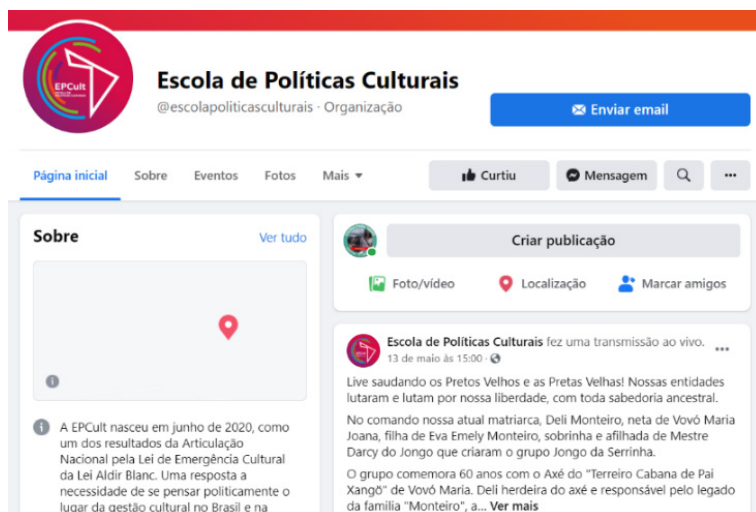 EPCult
Escola de Políticas Culturais
@escolapoliticasculturais · Organização
Enviar email
Página inicial
Sobre
Eventos
Fotos
Mais
Curtiu
Mensagem
Sobre
Ver tudo
A EPCult nasceu em junho de 2020, como
um dos resultados da Articulação
Nacional pela Lei de Emergência Cultural
da Lei Aldir Blanc. Uma resposta a
necessidade de se pensar politicamente o
lugar da gestão cultural no Brasil e na
Criar publicação
Foto/vídeo
Localização
Marcar amigos
Escola de Políticas Culturais fez uma transmissão ao vivo.
13 de maio às 15:00 ·
Live saudando os Pretos Velhos e as Pretas Velhas! Nossas entidades
lutaram e lutam por nossa liberdade, com toda sabedoria ancestral.
No comando nossa atual matriarca, Deli Monteiro, neta de Vovó Maria
Joana, filha de Eva Emely Monteiro, sobrinha e afilhada de Mestre
Darcy do Jongo que criaram o grupo Jongo da Serrinha.
O grupo comemora 60 anos com o Axé do "Terreiro Cabana de Pai
Xangô" de Vovó Maria. Deli herdeira do axé e responsável pelo legado
da família "Monteiro", a... Ver mais